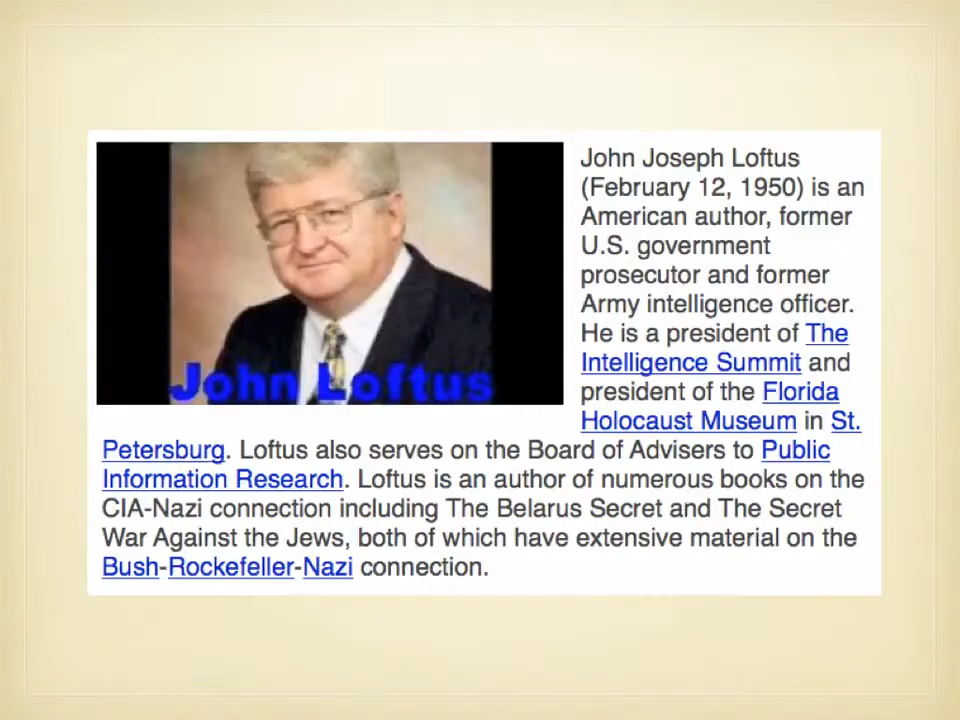 John Loftus
John Joseph Loftus
(February 12, 1950) is an
American author, former
U.S. government
prosecutor and former
Army intelligence officer.
He is a president of The
Intelligence Summit and
president of the Florida
Holocaust Museum in St.
Petersburg. Loftus also serves on the Board of Advisers to Public
Information Research. Loftus is an author of numerous books on the
CIA-Nazi connection including The Belarus Secret and The Secret
War Against the Jews, both of which have extensive material on the
Bush-Rockefeller-Nazi connection.